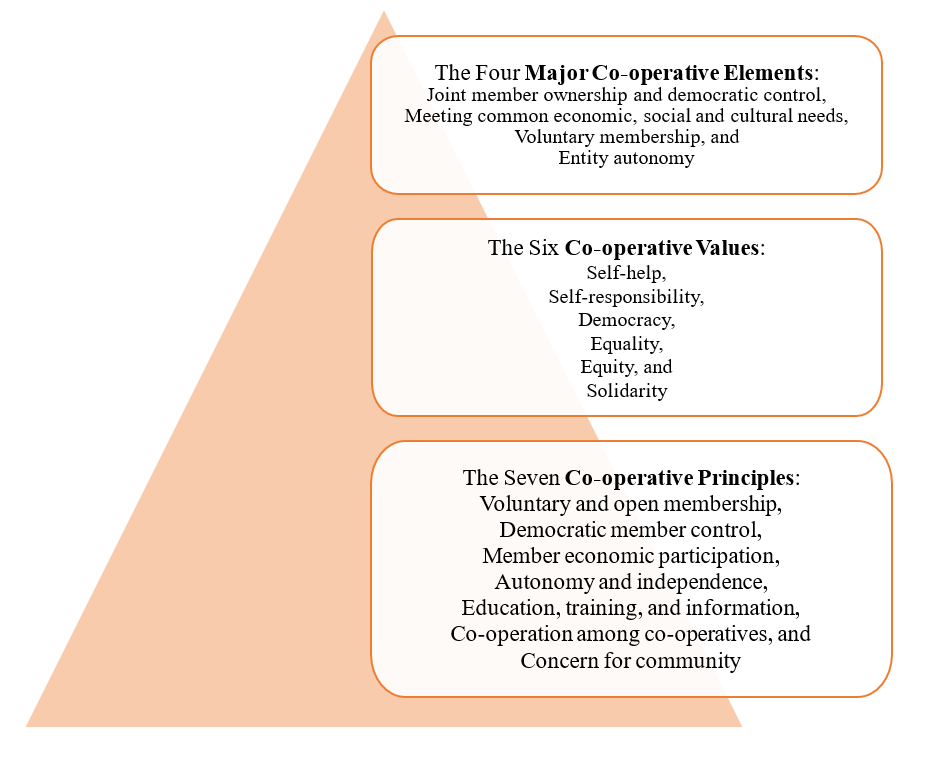 The Four Major Co-operative Elements:
Joint member ownership and democratic control,
Meeting common economic, social and cultural needs,
Voluntary membership, and
Entity autonomy
The Six Co-operative Values:
Self-help,
Self-responsibility,
Democracy,
Equality,
Equity, and
Solidarity
The Seven Co-operative Principles:
Voluntary and open membership,
Democratic member control,
Member economic participation,
Autonomy and independence,
Education, training, and information,
Co-operation among co-operatives, and
Concern for community